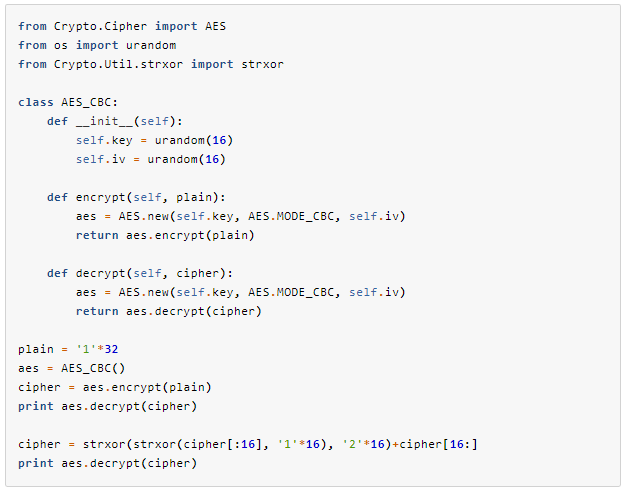 from Crypto.Cipher import AES
from os import urandom
from Crypto.Util.strxor import strxor

class AES_CBC:
    def __init__(self):
        self.key = urandom(16)
        self.iv = urandom(16)

    def encrypt(self, plain):
        aes = AES.new(self.key, AES.MODE_CBC, self.iv)
        return aes.encrypt(plain)

    def decrypt(self, cipher):
        aes = AES.new(self.key, AES.MODE_CBC, self.iv)
        return aes.decrypt(cipher)

plain = '1'*32
aes = AES_CBC()
cipher = aes.encrypt(plain)
print aes.decrypt(cipher)

cipher = strxor(strxor(cipher[:16], '1'*16), '2'*16)+cipher[16:]
print aes.decrypt(cipher)